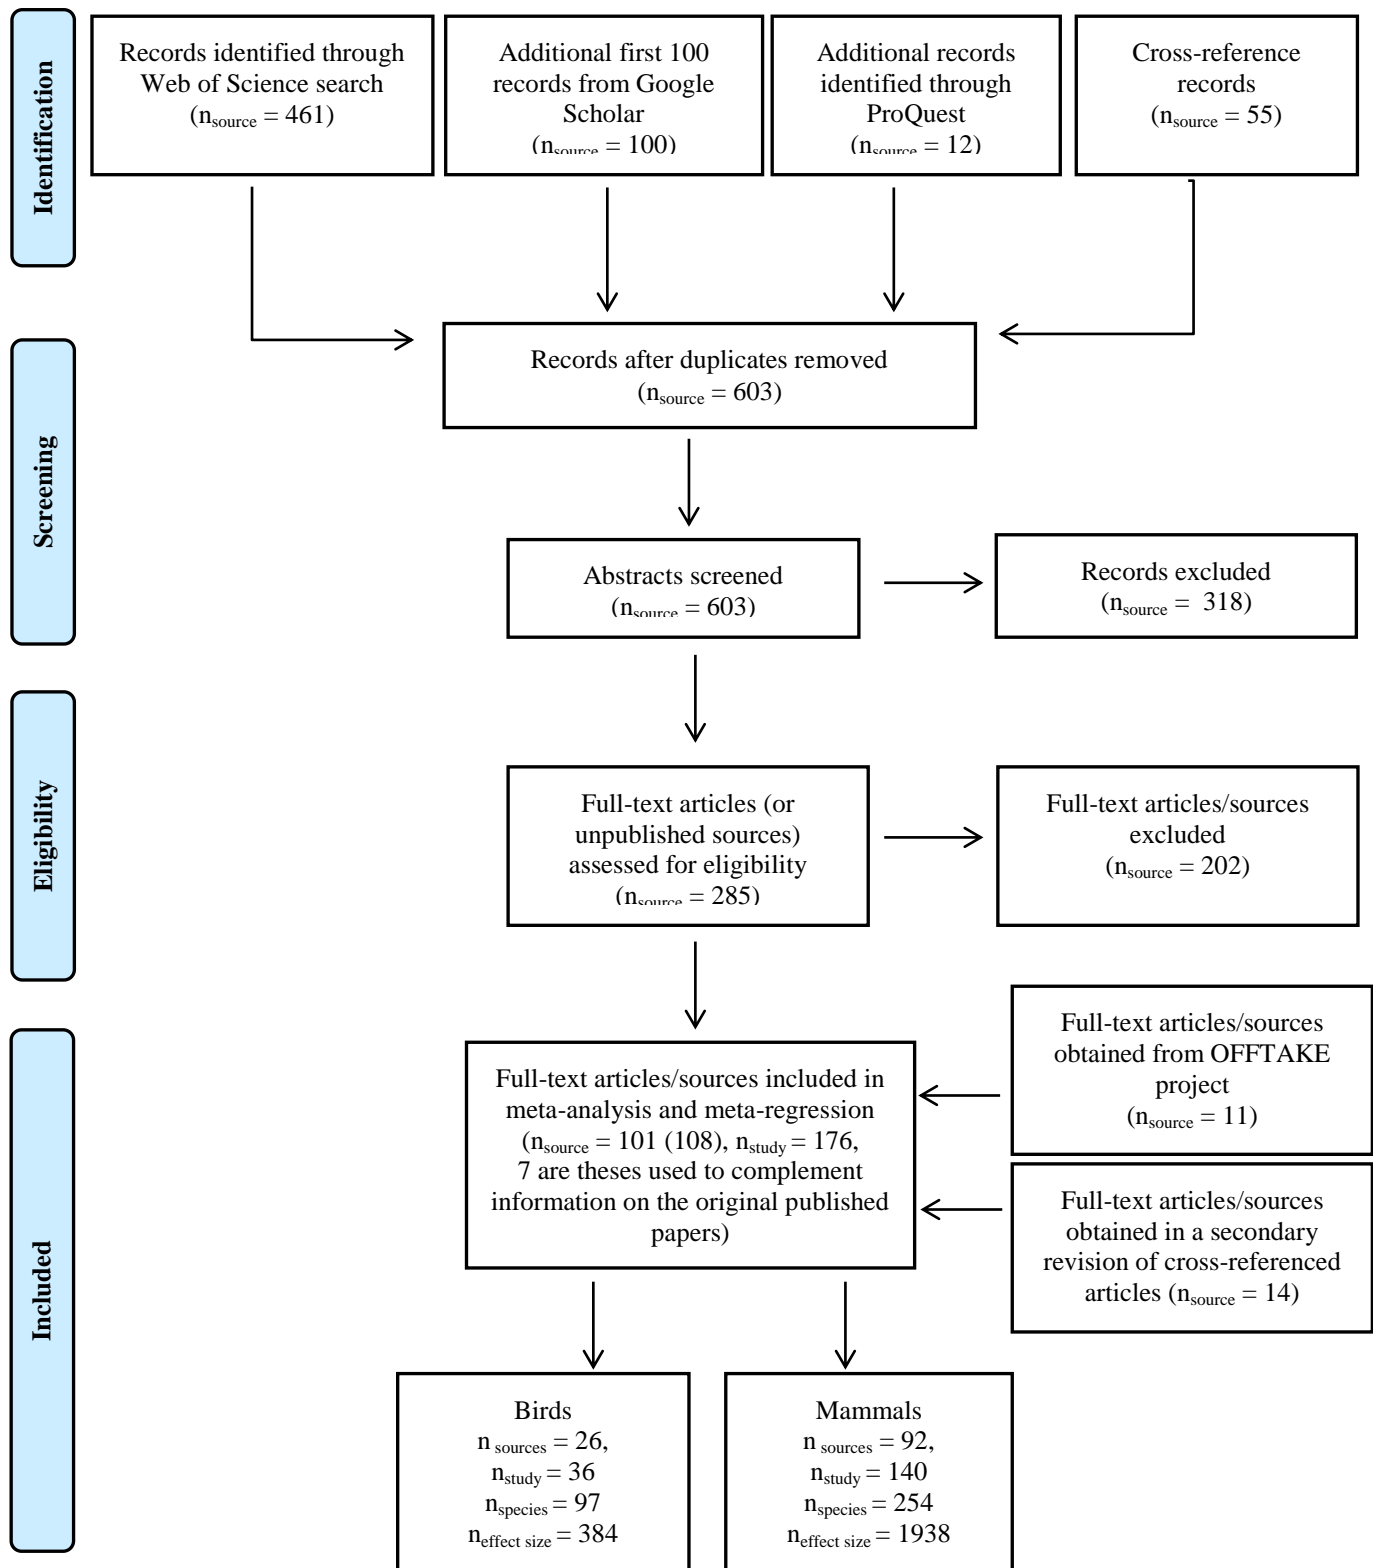 Identification
Records identified through
Web of Science search
(nsource = 461)
Additional first 100
records from Google
Scholar
(nsource = 100)
Additional records
identified through
ProQuest
(nsource = 12)
Cross-reference
records
(nsource = 55)
Screening
Records after duplicates removed
(nsource = 603)
Abstracts screened
(nsource = 603)
Records excluded
(nsource =  318)
Eligibility
Full-text articles (or
unpublished sources)
assessed for eligibility
(nsource = 285)
Full-text articles/sources
excluded
(nsource = 202)
Included
Full-text articles/sources included in
meta-analysis and meta-regression
(nsource = 101 (108), nstudy = 176,
7 are theses used to complement
information on the original published
papers)
Full-text articles/sources
obtained from OFFTAKE
project
(nsource = 11)
Full-text articles/sources
obtained in a secondary
revision of cross-referenced
articles (nsource = 14)
Birds
n sources = 26,
nstudy = 36
nspecies = 97
neffect size = 384
Mammals
n sources = 92,
nstudy = 140
nspecies = 254
neffect size = 1938